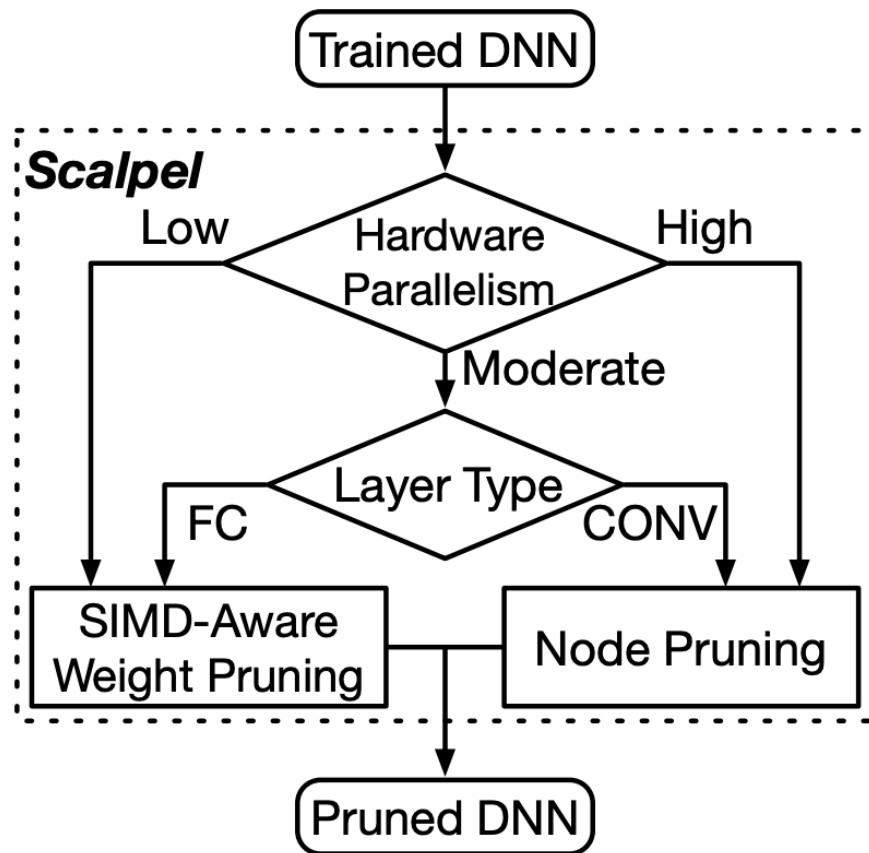 Trained DNN
Scalpel
Low
Hardware
Parallelism
High
Moderate
Layer Type
FC
CONV
SIMD-Aware
Weight Pruning
Node Pruning
Pruned DNN